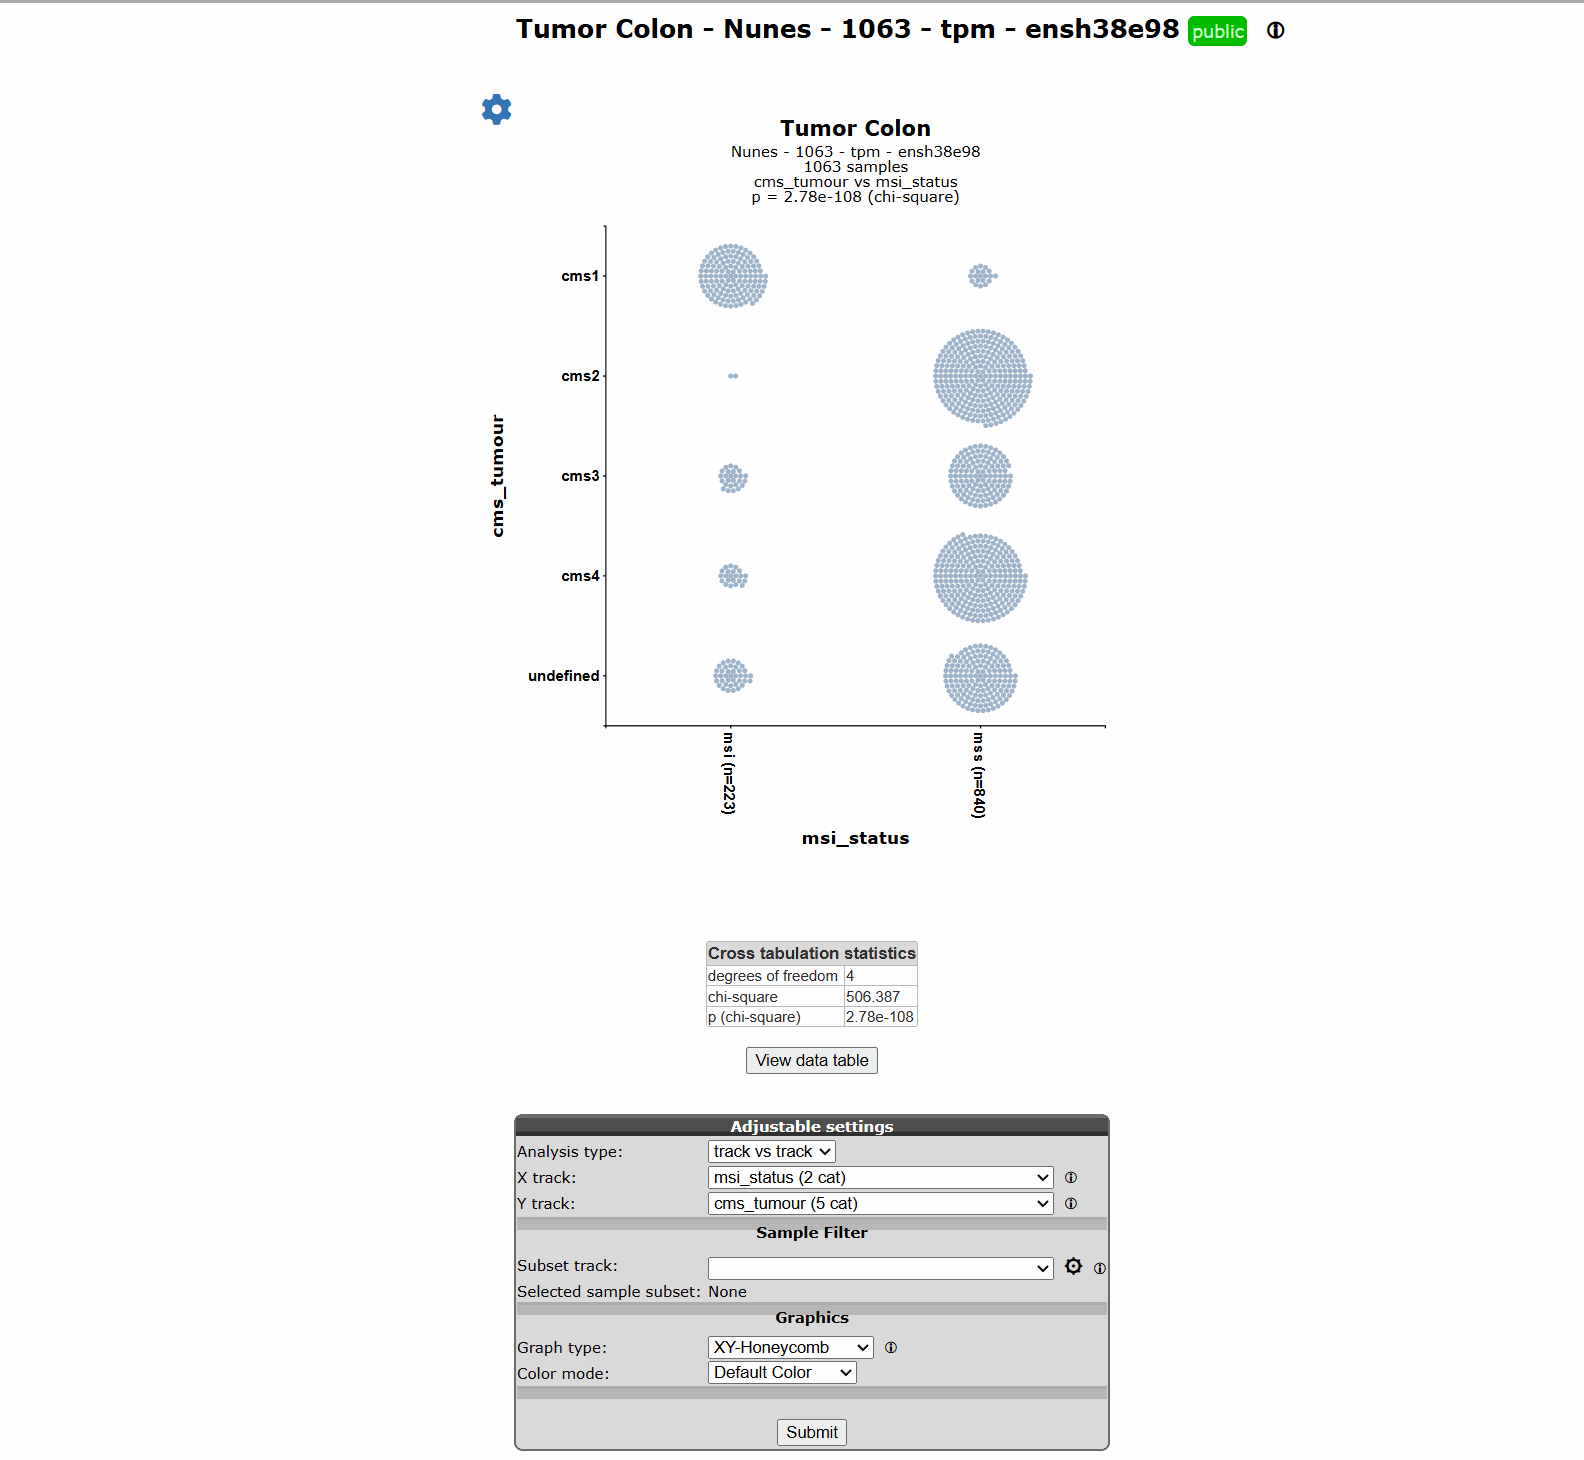 Tumor Colon - Nunes - 1063 - tpm - ensh38e98 public
Tumor Colon
Nunes - 1063 - tpm - ensh38e98
1063 samples
cms_tumour vs msi_status
p = 2.78e-108 (chi-square)
cms_tumour
cms1
cms2
cms3
cms4
undefined
msi (n=223)
mss (n=840)
msi_status
Cross tabulation statistics
degrees of freedom 4
chi-square 506.387
p (chi-square) 2.78e-108
View data table
Adjustable settings
Analysis type: track vs track
X track: msi_status (2 cat)
Y track: cms_tumour (5 cat)
Sample Filter
Subset track:
Selected sample subset: None
Graphics
Graph type: XY-Honeycomb
Color mode: Default Color
Submit